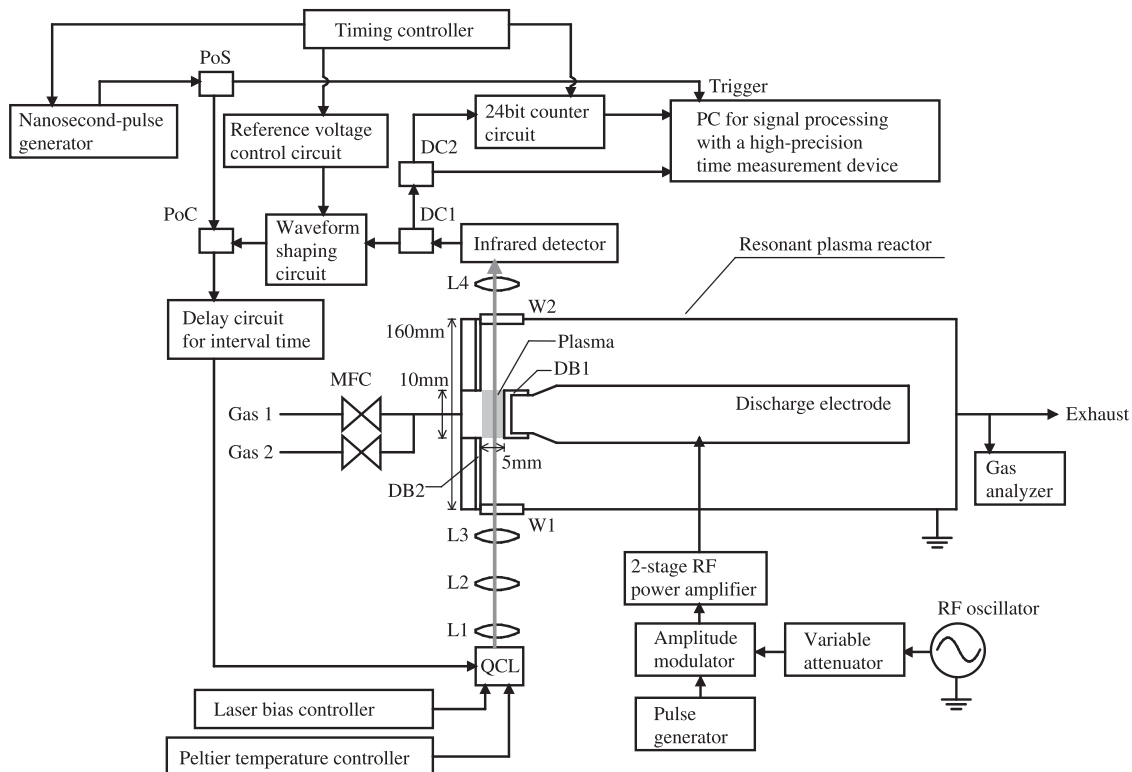 Timing controller
PoS
Trigger
Nanosecond-pulse
generator
Reference voltage
control circuit
24bit counter
circuit
PC for signal processing
with a high-precision
time measurement device
DC2
PoC
Waveform
shaping
circuit
DC1
Infrared detector
Resonant plasma reactor
L4
W2
Delay circuit
for interval time
160mm
Plasma
DB1
MFC
10mm
Discharge electrode
Gas 1
Exhaust
Gas 2
5mm
Gas
analyzer
DB2
W1
L3
2-stage RF
power amplifier
L2
RF oscillator
L1
Amplitude
modulator
Variable
attenuator
QCL
Laser bias controller
Pulse
generator
Peltier temperature controller